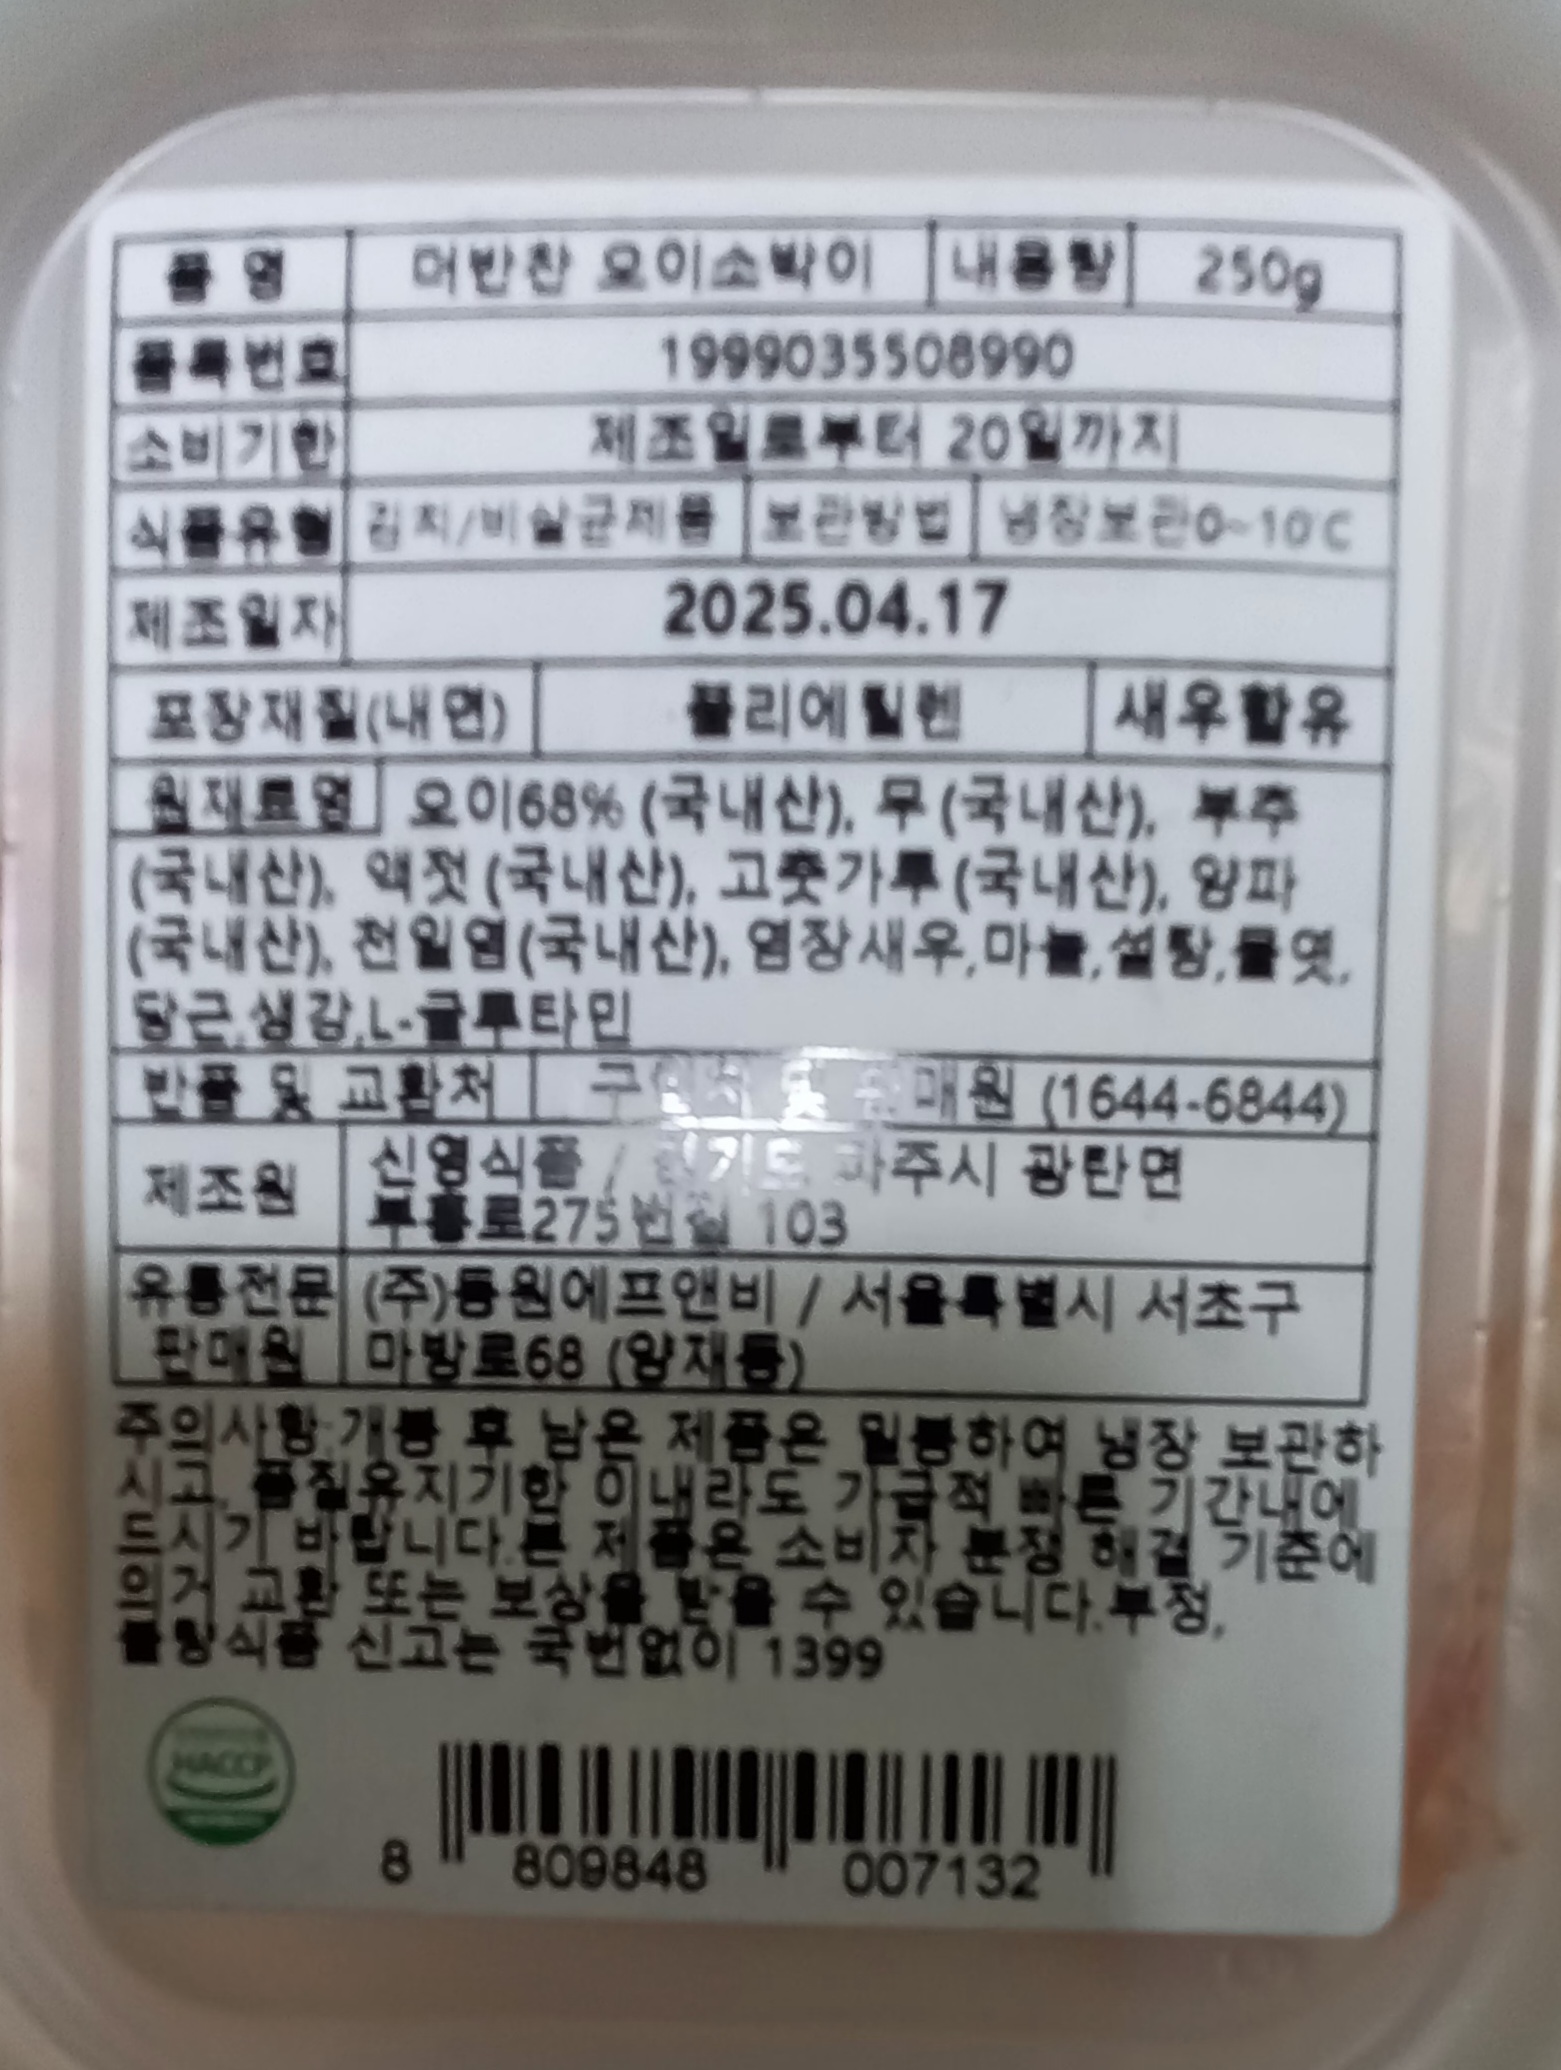 품 명 더반찬 오이소박이 내용량 250g
품목번호 1999035508990
소비기한 제조일로부터 20일까지
식품유형 김치/비살균제품 보관방법 냉장보관0~10℃
제조일자 2025.04.17
포장재질(내면) 폴리에틸렌 새우함유
원재료명 오이68% (국내산), 무 (국내산), 부추
(국내산), 액젓 (국내산), 고춧가루 (국내산), 양파
(국내산), 천일염(국내산), 염장새우,마늘,설탕,물엿,
당근,생강,L-글루타민
반품 및 교환처 구입처 및 판매원 (1644-6844)
제조원 신영식품 / 경기도 파주시 광탄면
부흥로275번길 103
유통전문 (주)동원에프앤비 / 서울특별시 서초구
판매원 마방로68 (양재동)
주의사항:개봉 후 남은 제품은 밀봉하여 냉장 보관하
시고, 품질유지기한 이내라도 가급적 빠른 기간내에
드시기 바랍니다.본 제품은 소비자 분쟁 해결 기준에
의거 교환 또는 보상을 받을 수 있습니다.부정,
불량식품 신고는 국번없이 1399
HACCP
8 809848 007132